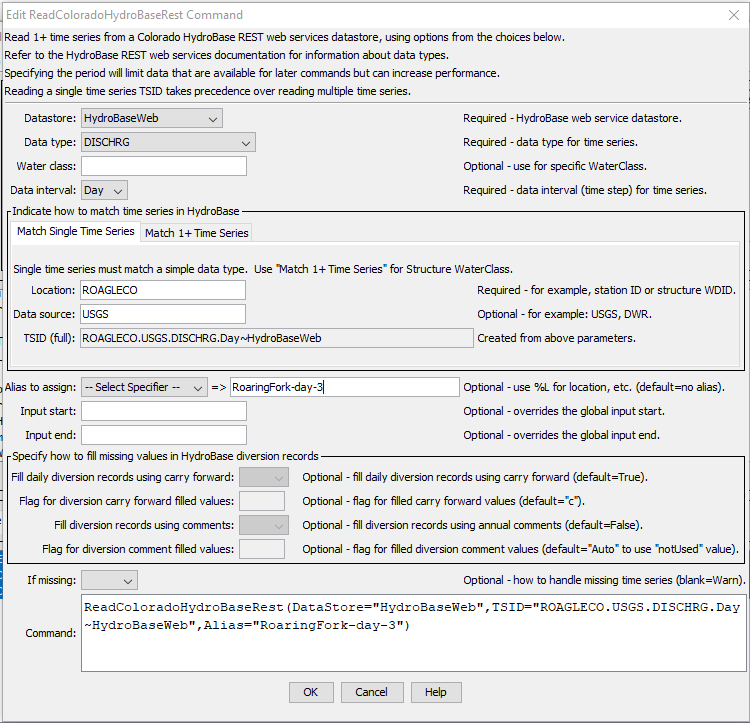 Edit ReadColoradoHydroBaseRest Command
Read 1+ time series from a Colorado HydroBase REST web services datastore, using options from the choices below.
Refer to the HydroBase REST web services documentation for information about data types.
Specifying the period will limit data that are available for later commands but can increase performance.
Reading a single time series TSID takes precedence over reading multiple time series.
Datastore: HydroBaseWeb Required - HydroBase web service datastore.
Data type: DISCHRG Required - data type for time series.
Water class: Optional - use for specific WaterClass.
Data interval: Day Required - data interval (time step) for time series.
Indicate how to match time series in HydroBase
Match Single Time Series Match 1+ Time Series
Single time series must match a simple data type. Use "Match 1+ Time Series" for Structure WaterClass.
Location: ROAGLECO Required - for example, station ID or structure WDID.
Data source: USGS Optional - for example: USGS, DWR.
TSID (full): ROAGLECO.USGS.DISCHRG.Day~HydroBaseWeb Created from above parameters.
Alias to assign: -- Select Specifier -- => RoaringFork-day-3 Optional - use %L for location, etc. (default=no alias).
Input start: Optional - overrides the global input start.
Input end: Optional - overrides the global input end.
Specify how to fill missing values in HydroBase diversion records
Fill daily diversion records using carry forward: Optional - fill daily diversion records using carry forward (default=True).
Flag for diversion carry forward filled values: Optional - flag for filled carry forward values (default="c").
Fill diversion records using comments: Optional - fill diversion records using annual comments (default=False).
Flag for diversion comment filled values: Optional - flag for filled diversion comment values (default="Auto" to use "notUsed" value).
If missing: Optional - how to handle missing time series (blank=Warn).
Command: ReadColoradoHydroBaseRest(DataStore="HydroBaseWeb",TSID="ROAGLECO.USGS.DISCHRG.Day
~HydroBaseWeb",Alias="RoaringFork-day-3")
OK Cancel Help